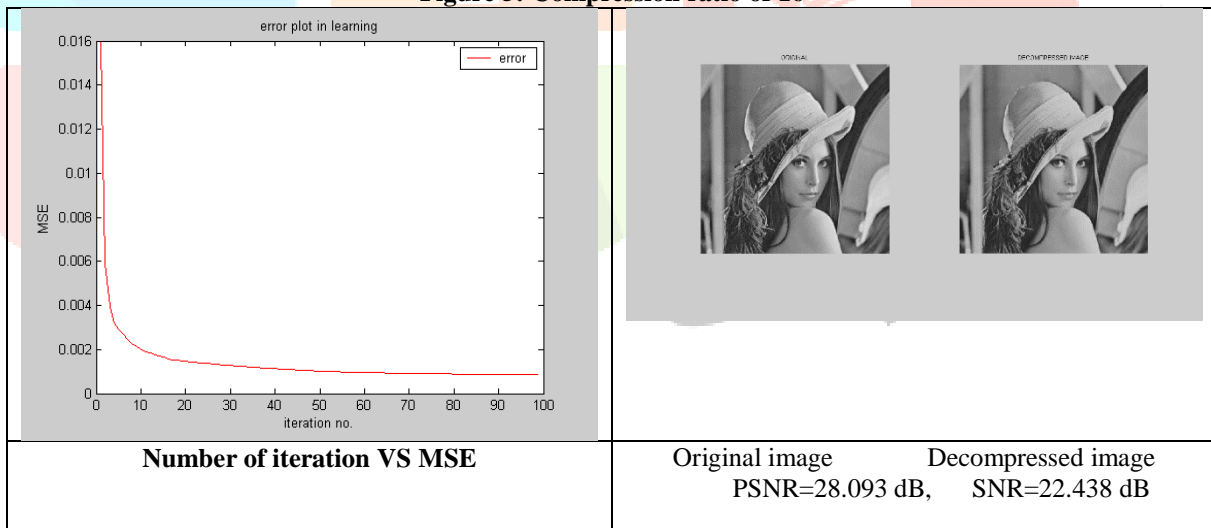 Figure 5: Compression ratio of 16
error plot in learning
0.016
0.014
0.012
0.01
0.008
0.006
0.004
0.002
0
MSE
error
0 10 20 30 40 50 60 70 80 90 100
iteration no.
ORIGINAL DECOMPRESSED IMAGE
Number of iteration VS MSE
Original image Decompressed image
PSNR=28.093 dB, SNR=22.438 dB